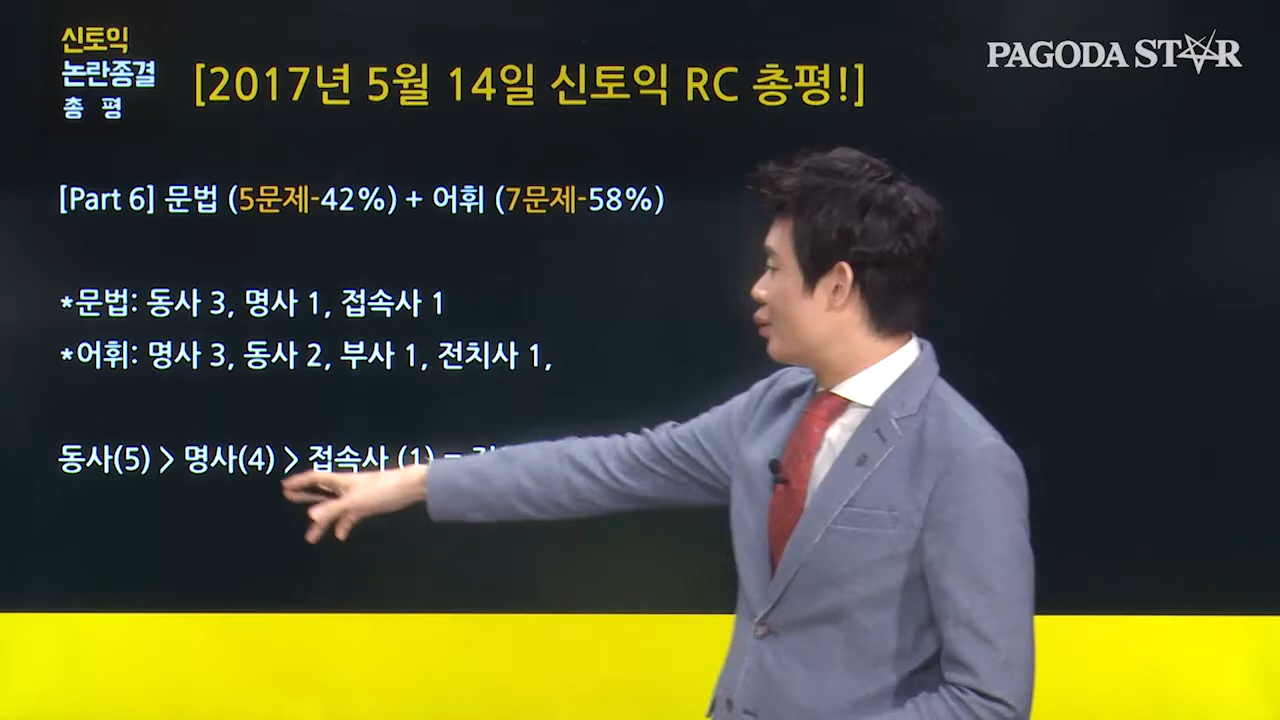 신토익
논란종결
총 평
[2017년 5월 14일 신토익 RC 총평!]
PAGODA STAR
[Part 6] 문법 (5문제-42%) + 어휘 (7문제-58%)
*문법: 동사 3, 명사 1, 접속사 1
*어휘: 명사 3, 동사 2, 부사 1, 전치사 1,
동사(5) > 명사(4) > 접속사 (1) =